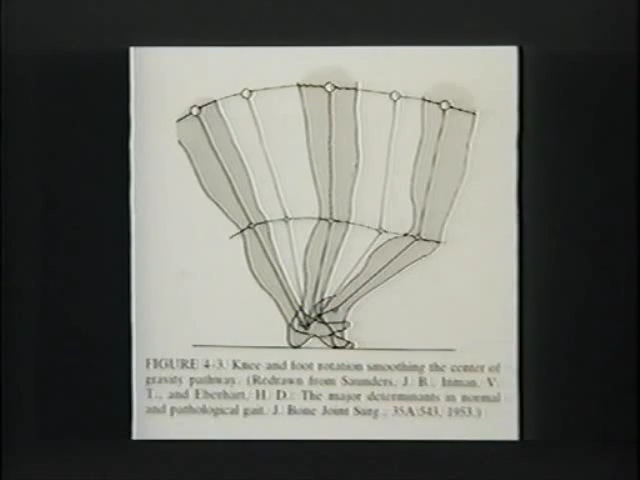 FIGURE 4-3. Knee and foot rotation smoothing the center of
gravity pathway. (Redrawn from Saunders, J. B., Inman, V.
T., and Eberhart, H. D.: The major determinants in normal
and pathological gait. J. Bone Joint Surg., 35A:543, 1953.)